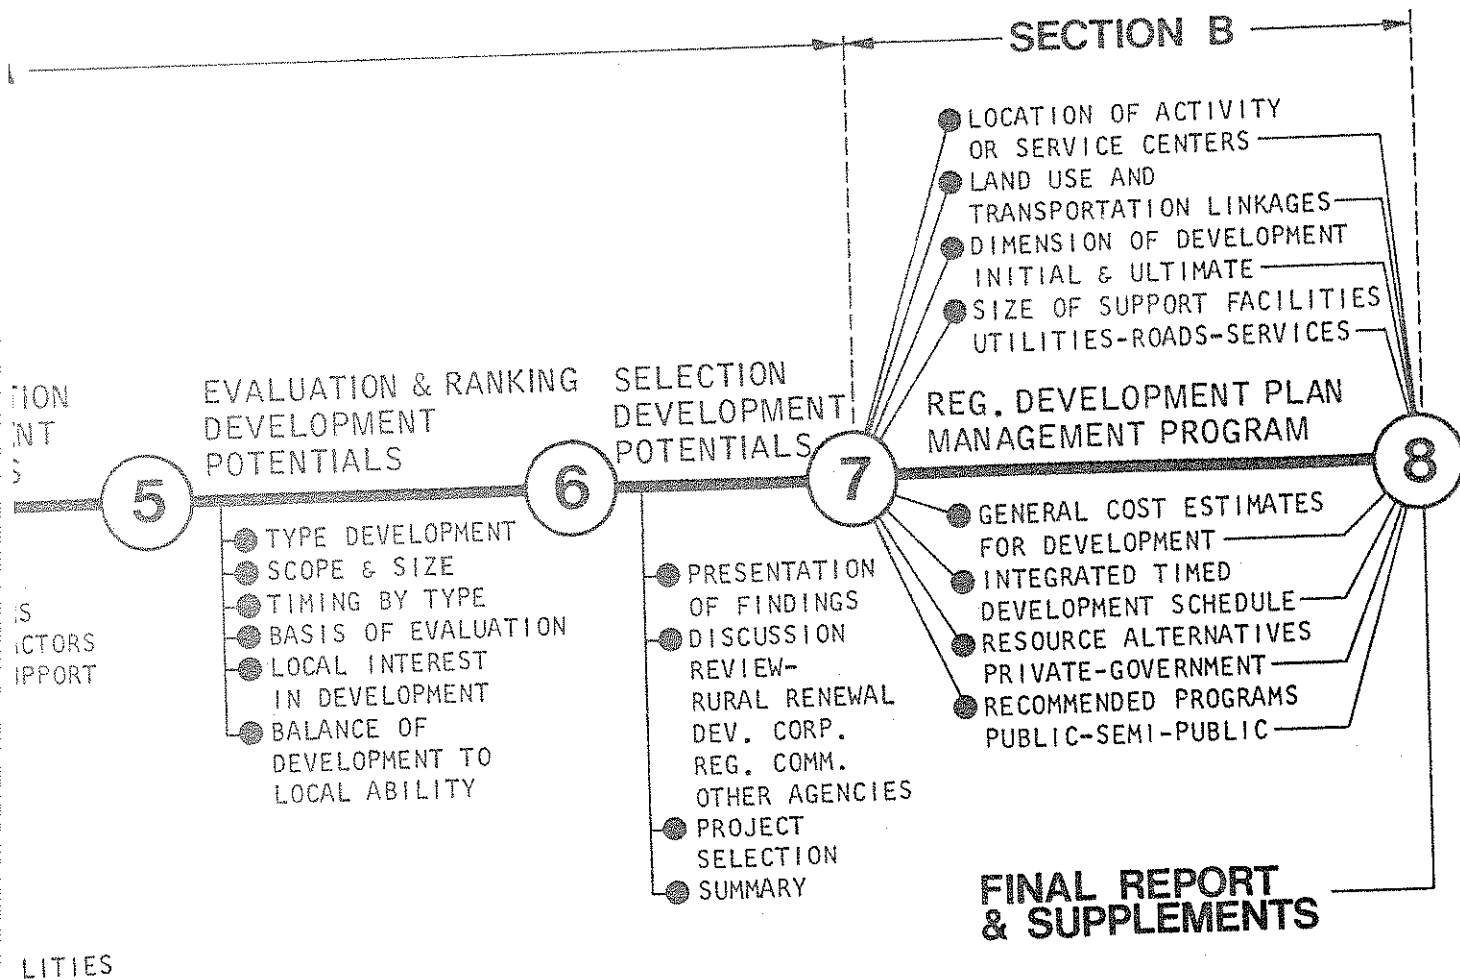 SECTION B
LOCATION OF ACTIVITY
OR SERVICE CENTERS
LAND USE AND
TRANSPORTATION LINKAGES
DIMENSION OF DEVELOPMENT
INITIAL & ULTIMATE
SIZE OF SUPPORT FACILITIES
UTILITIES-ROADS-SERVICES
EVALUATION & RANKING
DEVELOPMENT
POTENTIALS
SELECTION
DEVELOPMENT
POTENTIALS
REG. DEVELOPMENT PLAN
MANAGEMENT PROGRAM
5
6
7
8
TYPE DEVELOPMENT
SCOPE & SIZE
TIMING BY TYPE
BASIS OF EVALUATION
LOCAL INTEREST
IN DEVELOPMENT
BALANCE OF
DEVELOPMENT TO
LOCAL ABILITY
PRESENTATION
OF FINDINGS
DISCUSSION
REVIEW-
RURAL RENEWAL
DEV. CORP.
REG. COMM.
OTHER AGENCIES
PROJECT
SELECTION
SUMMARY
GENERAL COST ESTIMATES
FOR DEVELOPMENT
INTEGRATED TIMED
DEVELOPMENT SCHEDULE
RESOURCE ALTERNATIVES
PRIVATE-GOVERNMENT
RECOMMENDED PROGRAMS
PUBLIC-SEMI-PUBLIC
FINAL REPORT
& SUPPLEMENTS